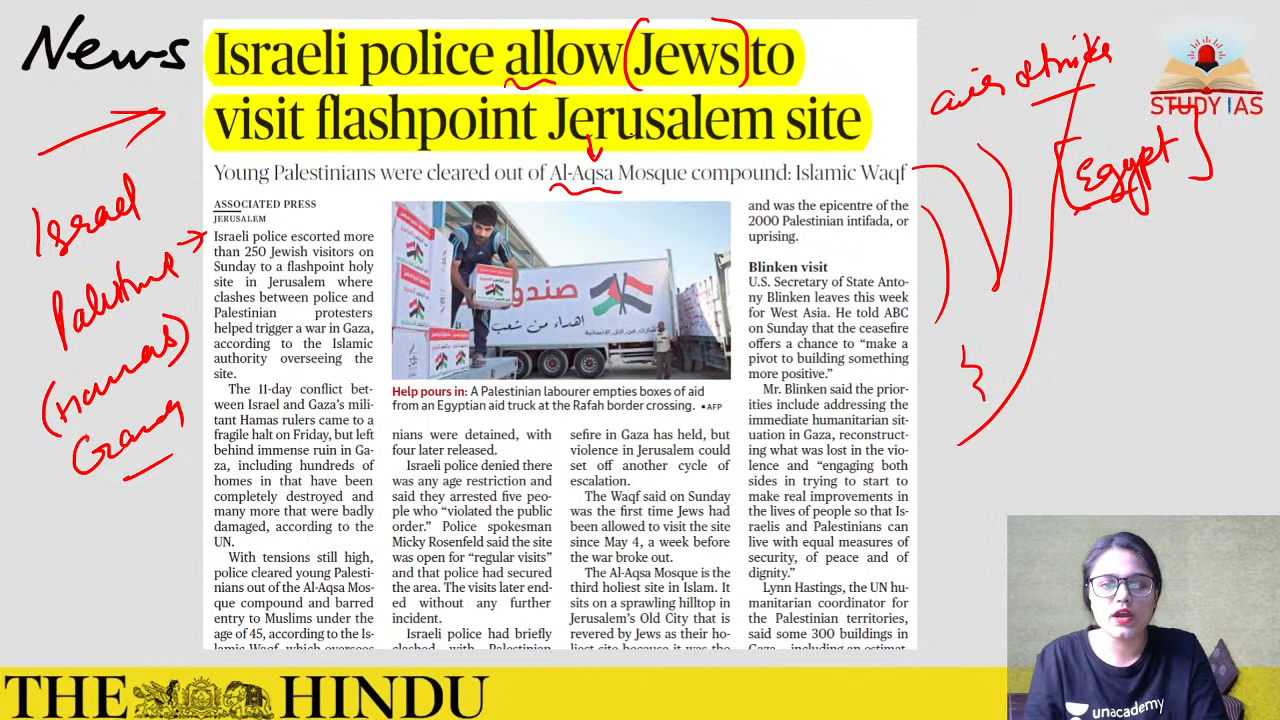 News
Israeli police allow (Jews) to
visit flashpoint Jerusalem site
Young Palestinians were cleared out of Al-Aqsa Mosque compound: Islamic Waqf
air strike
STUDY IAS
[Egypt]
Israel
Palestine
(Hamas)
ASSOCIATED PRESS
JERUSALEM
Israeli police escorted more
than 250 Jewish visitors on
Sunday to a flashpoint holy
site in Jerusalem where
clashes between police and
Palestinian protesters
helped trigger a war in Gaza,
according to the Islamic
authority overseeing the
site.
The 11-day conflict bet-
ween Israel and Gaza's mili-
tant Hamas rulers came to a
fragile halt on Friday, but left
behind immense ruin in Ga-
za, including hundreds of
homes in that have been
completely destroyed and
many more that were badly
damaged, according to the
UN.
With tensions still high,
police cleared young Palesti-
nians out of the Al-Aqsa Mos-
que compound and barred
entry to Muslims under the
age of 45, according to the Is-
lamic Waqf, which oversees
صندوق
اهداء من شعب
Help pours in: A Palestinian labourer empties boxes of aid
from an Egyptian aid truck at the Rafah border crossing. •AFP
nians were detained, with
four later released.
Israeli police denied there
was any age restriction and
said they arrested five peo-
ple who "violated the public
order." Police spokesman
Micky Rosenfeld said the site
was open for "regular visits"
and that police had secured
the area. The visits later end-
ed without any further
incident.
Israeli police had briefly
clashed with Palestinian
sefire in Gaza has held, but
violence in Jerusalem could
set off another cycle of
escalation.
The Waqf said on Sunday
was the first time Jews had
been allowed to visit the site
since May 4, a week before
the war broke out.
The Al-Aqsa Mosque is the
third holiest site in Islam. It
sits on a sprawling hilltop in
Jerusalem's Old City that is
revered by Jews as their ho-
liest site because it was the
and was the epicentre of the
2000 Palestinian intifada, or
uprising.
Blinken visit
U.S. Secretary of State Anto-
ny Blinken leaves this week
for West Asia. He told ABC
on Sunday that the ceasefire
offers a chance to "make a
pivot to building something
more positive."
Mr. Blinken said the prior-
ities include addressing the
immediate humanitarian sit-
uation in Gaza, reconstruct-
ing what was lost in the vio-
lence and "engaging both
sides in trying to start to
make real improvements in
the lives of people so that Is-
raelis and Palestinians can
live with equal measures of
security, of peace and of
dignity."
Lynn Hastings, the UN hu-
manitarian coordinator for
the Palestinian territories,
said some 300 buildings in
unacademy
THE HINDU